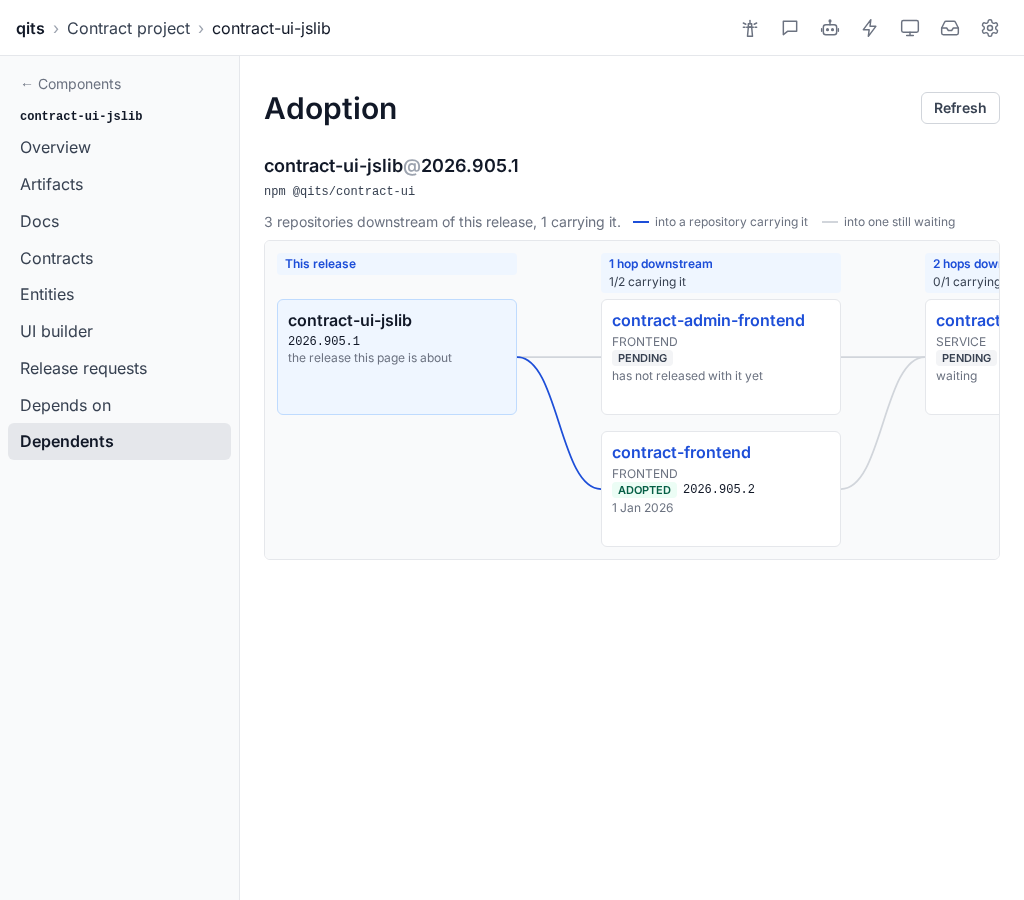 qits › Contract project › contract-ui-jslib
← Components
contract-ui-jslib
Overview
Artifacts
Docs
Contracts
Entities
UI builder
Release requests
Depends on
Dependents
Adoption
Refresh
contract-ui-jslib@2026.905.1
npm @qits/contract-ui
3 repositories downstream of this release, 1 carrying it.
into a repository carrying it
into one still waiting
This release
contract-ui-jslib
2026.905.1
the release this page is about
1 hop downstream
1/2 carrying it
contract-admin-frontend
FRONTEND
PENDING
has not released with it yet
contract-frontend
FRONTEND
ADOPTED 2026.905.2
1 Jan 2026
2 hops dow
0/1 carrying
contract
SERVICE
PENDING
waiting